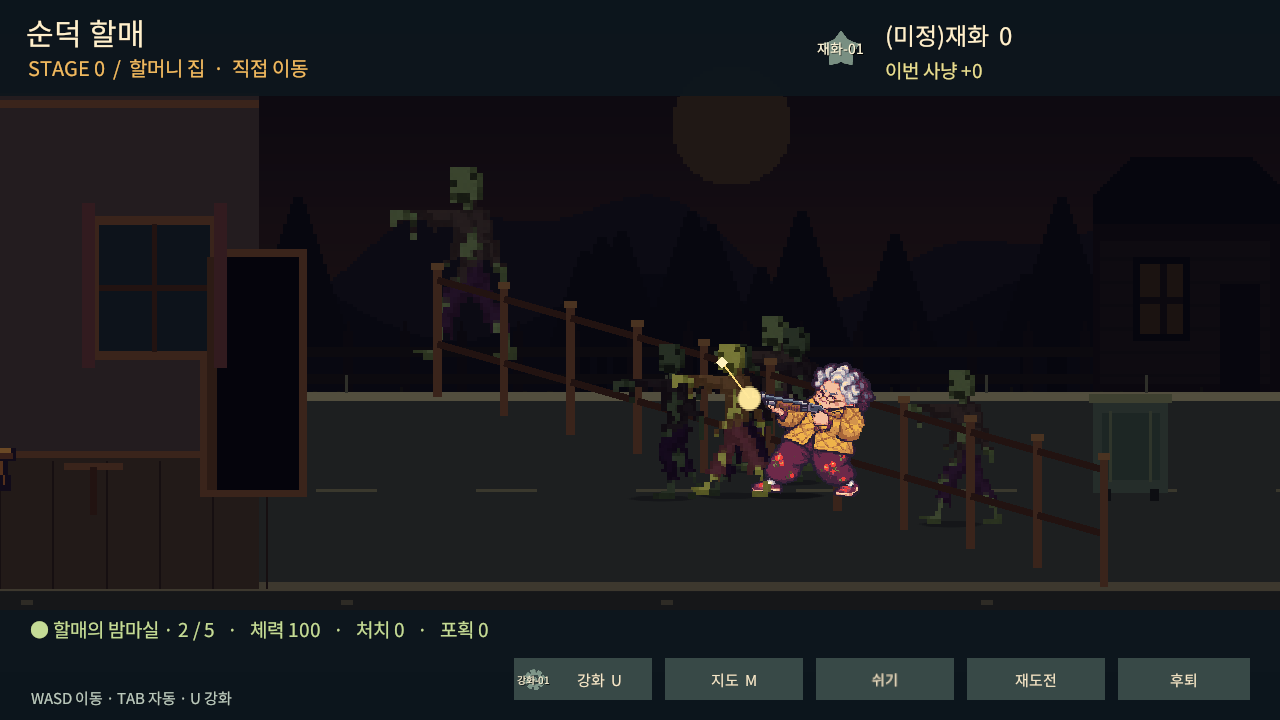 순덕 할매
STAGE 0 / 할머니 집 · 직접 이동
재화-01
(미정)재화 0
이번 사냥 +0
할매의 밤마실 · 2 / 5 · 체력 100 · 처치 0 · 포획 0
강화-01
강화 U
지도 M
쉬기
재도전
후퇴
WASD 이동 · TAB 자동 · U 강화